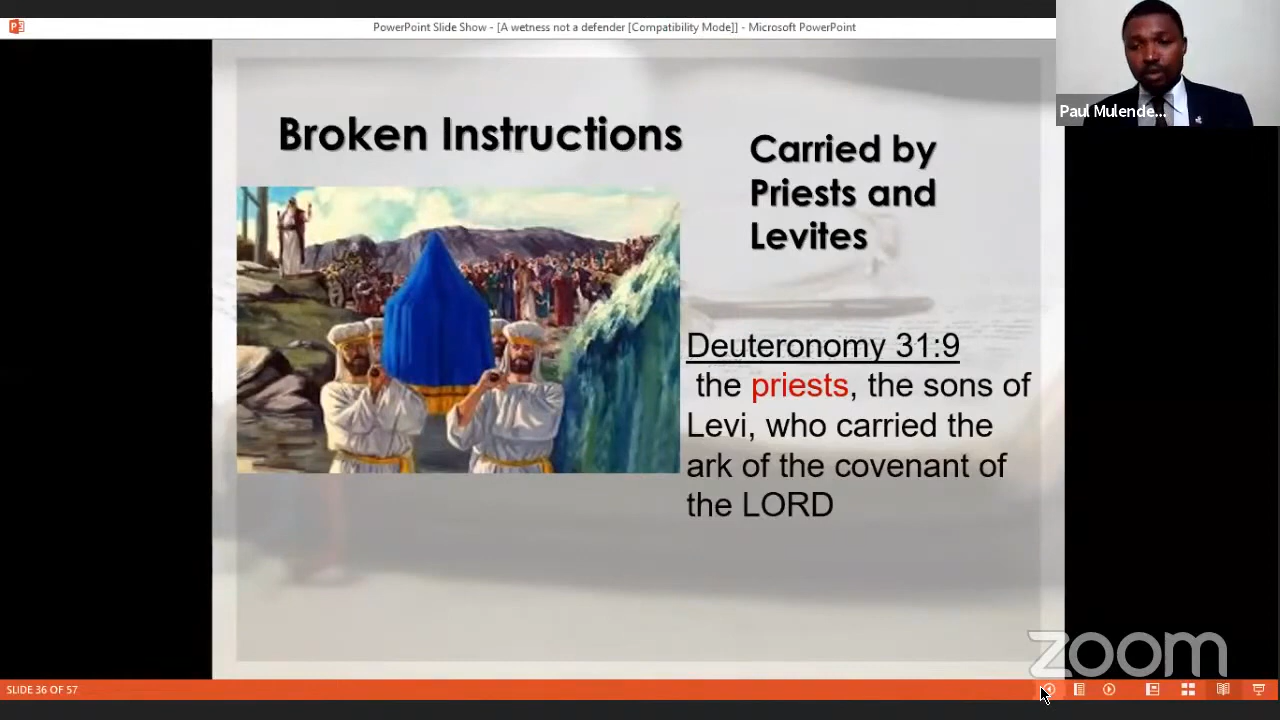 PowerPoint Slide Show - [A wetness not a defender [Compatibility Mode]] - Microsoft PowerPoint
Paul Mulende...
Broken Instructions
Carried by
Priests and
Levites
Deuteronomy 31:9
the priests, the sons of
Levi, who carried the
ark of the covenant of
the LORD
zoom
SLIDE 36 OF 57